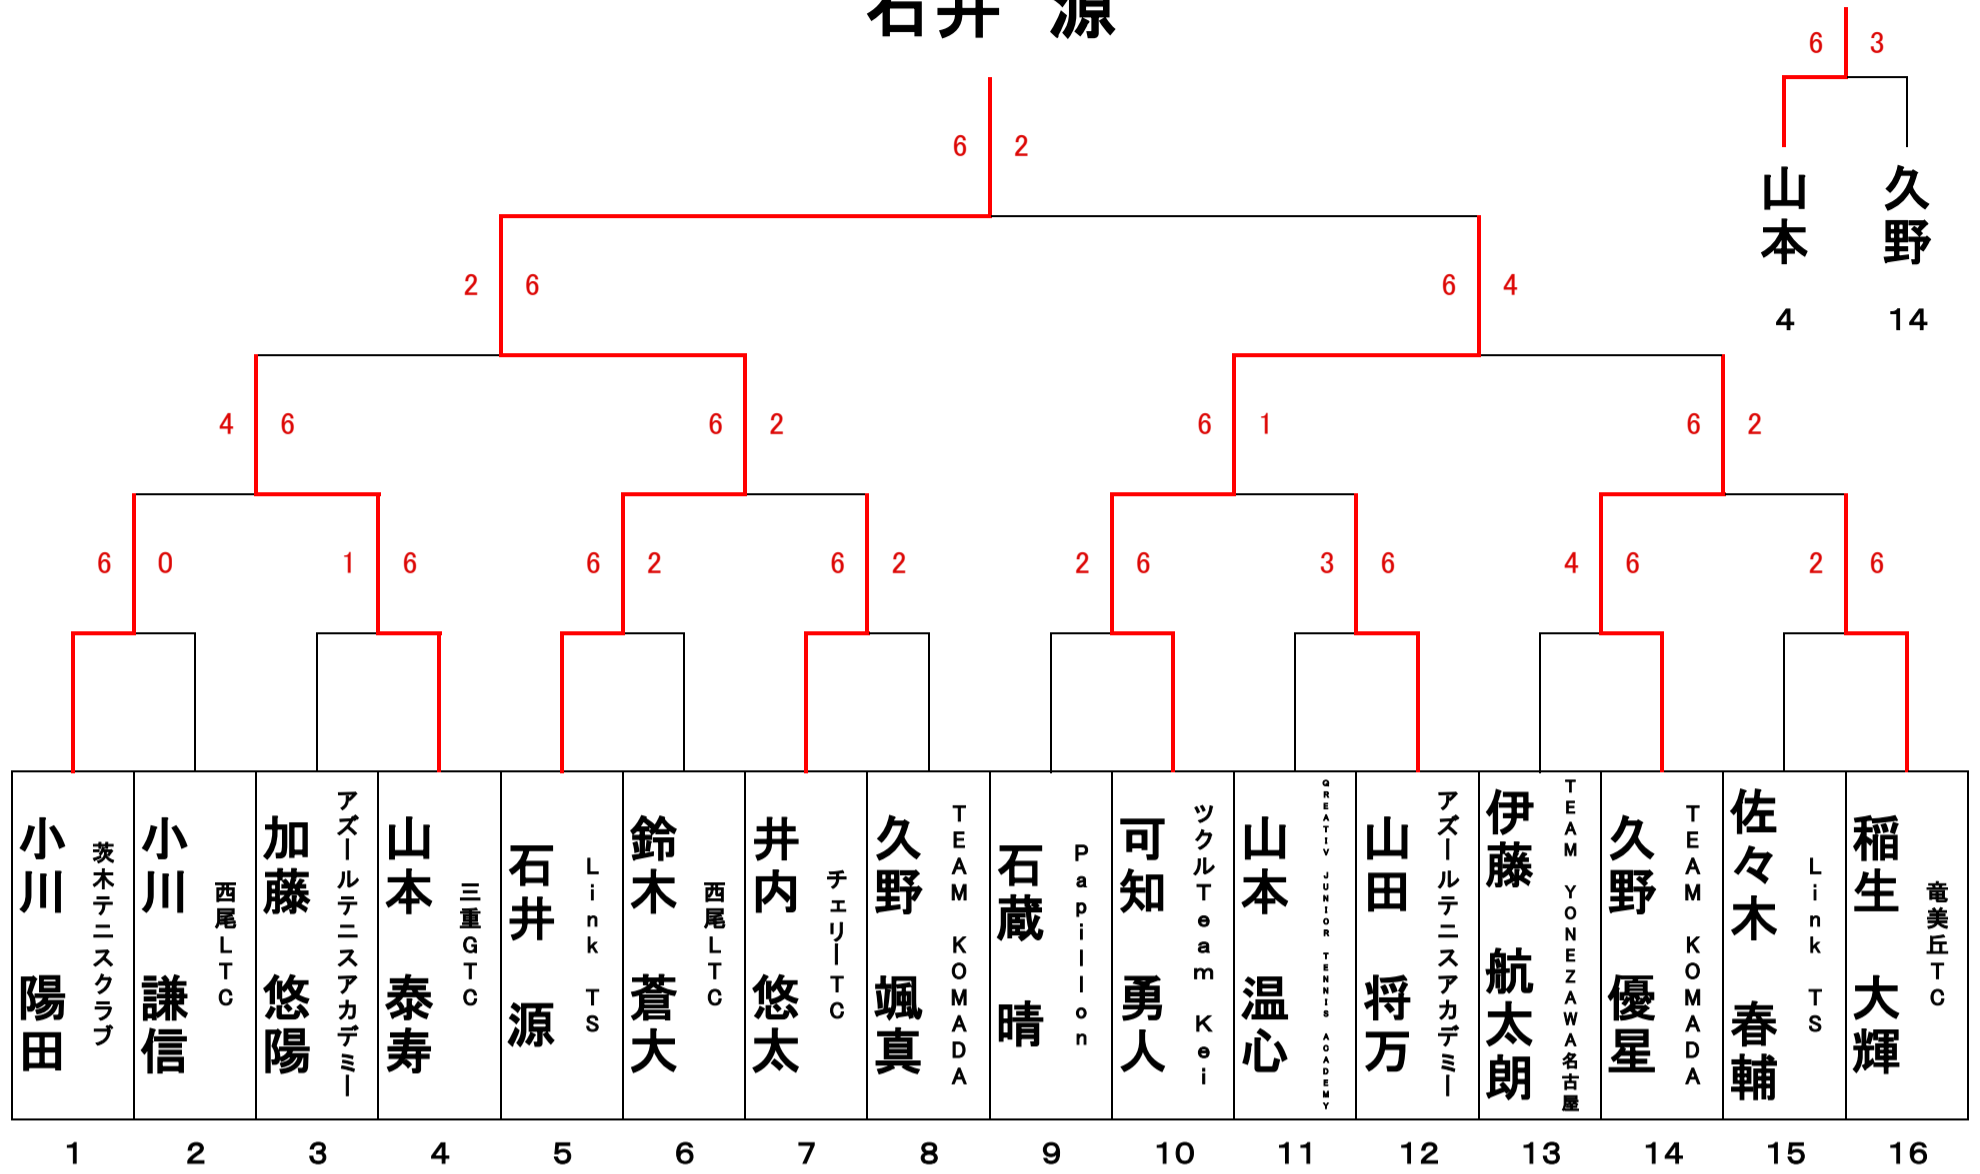 石井　源
6 3
6 2
山本 久野
4 14
2 6 6 4
4 6 6 2 6 1 6 2
6 0 1 6 6 2 6 2 2 6 3 6 4 6 2 6
小川　陽田 茨木テニスクラブ
小川　謙信 西尾LTC
加藤　悠陽 アズールテニスアカデミー
山本　泰寿 三重GTC
石井　源 Link TS
鈴木　蒼大 西尾LTC
井内　悠太 チェリーTC
久野　颯真 TEAM KOMADA
石蔵　晴 Papillon
可知　勇人 ツクルTeam Kei
山本　温心 GREATIV JUNIOR TENNIS ACADEMY
山田　将万 アズールテニスアカデミー
伊藤　航太朗 TEAM YONEZAWA名古屋
久野　優星 TEAM KOMADA
佐々木　春輔 Link TS
稲生　大輝 竜美丘TC
1 2 3 4 5 6 7 8 9 10 11 12 13 14 15 16